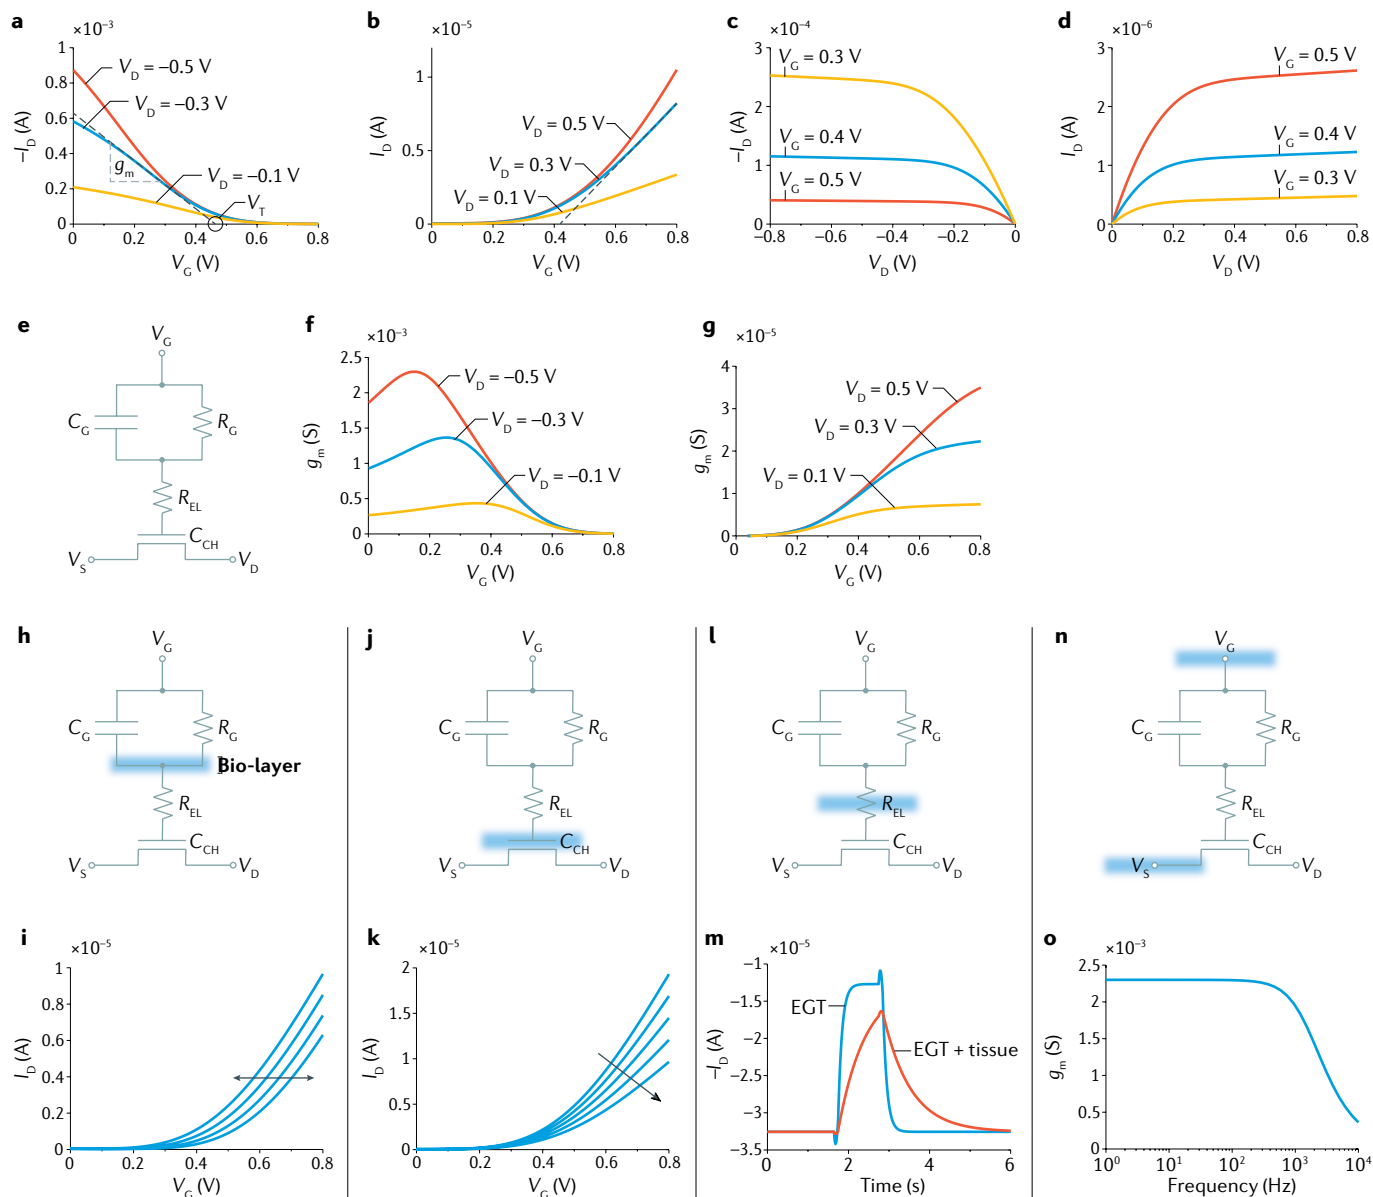 a
×10⁻³
1
0.8
0.6
0.4
0.2
0
−I_D (A)
V_D = −0.5 V
V_D = −0.3 V
g_m
V_D = −0.1 V
V_T
0 0.2 0.4 0.6 0.8
V_G (V)
b
×10⁻⁵
1
0.5
0
I_D (A)
V_D = 0.5 V
V_D = 0.3 V
V_D = 0.1 V
0 0.2 0.4 0.6 0.8
V_G (V)
c
×10⁻⁴
3
2
1
0
−I_D (A)
V_G = 0.3 V
V_G = 0.4 V
V_G = 0.5 V
−0.8 −0.6 −0.4 −0.2 0
V_D (V)
d
×10⁻⁶
3
2
1
0
I_D (A)
V_G = 0.5 V
V_G = 0.4 V
V_G = 0.3 V
0 0.2 0.4 0.6 0.8
V_D (V)
e
V_G
C_G
R_G
R_EL
C_CH
V_S
V_D
f
×10⁻³
2.5
2
1.5
1
0.5
0
g_m (S)
V_D = −0.5 V
V_D = −0.3 V
V_D = −0.1 V
0 0.2 0.4 0.6 0.8
V_G (V)
g
×10⁻⁵
4
3
2
1
0
g_m (S)
V_D = 0.5 V
V_D = 0.3 V
V_D = 0.1 V
0 0.2 0.4 0.6 0.8
V_G (V)
h
V_G
C_G
R_G
Bio-layer
R_EL
C_CH
V_S
V_D
i
×10⁻⁵
1
0.8
0.6
0.4
0.2
0
I_D (A)
0 0.2 0.4 0.6 0.8
V_G (V)
j
V_G
C_G
R_G
R_EL
C_CH
V_S
V_D
k
×10⁻⁵
2
1.5
1
0.5
0
I_D (A)
0 0.2 0.4 0.6 0.8
V_G (V)
l
V_G
C_G
R_G
R_EL
C_CH
V_S
V_D
m
×10⁻⁵
−1
−1.5
−2
−2.5
−3
−3.5
−I_D (A)
EGT
EGT + tissue
0 2 4 6
Time (s)
n
V_G
C_G
R_G
R_EL
C_CH
V_S
V_D
o
×10⁻³
2.5
2
1.5
1
0.5
0
g_m (S)
10⁰ 10¹ 10² 10³ 10⁴
Frequency (Hz)